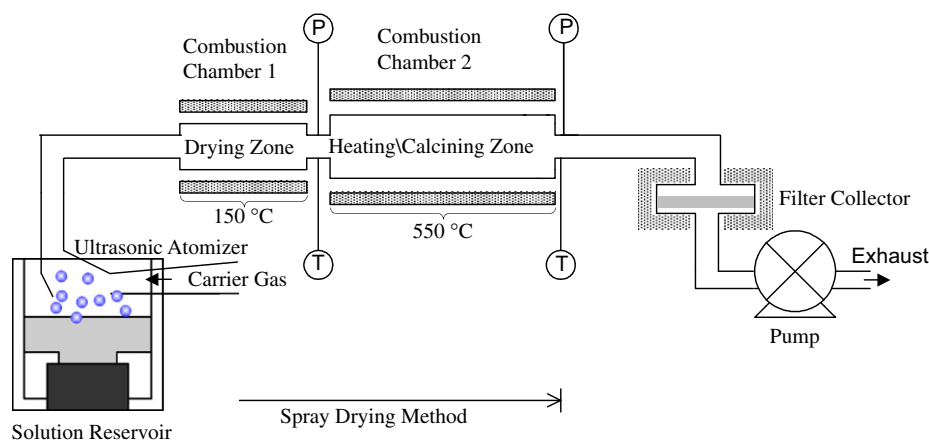 P
P
Combustion
Chamber 1
Combustion
Chamber 2
Drying Zone
Heating\Calcining Zone
150 °C
550 °C
Filter Collector
T
T
Ultrasonic Atomizer
Carrier Gas
Exhaust
Pump
Spray Drying Method
Solution Reservoir